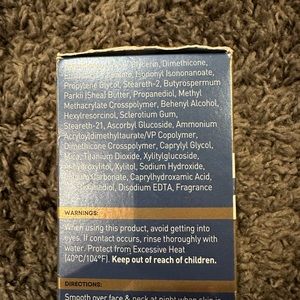 Glycerin, Dimethicone,
Isononyl Isononanoate,
Propylene Glycol, Steareth-2, Butyrospermum
Parkii (Shea) Butter, Propanediol, Methyl
Methacrylate Crosspolymer, Behenyl Alcohol,
Hexylresorcinol, Sclerotium Gum,
Steareth-21, Ascorbyl Glucoside, Ammonium
Acryloyldimethyltaurate/VP Copolymer,
Dimethicone Crosspolymer, Caprylyl Glycol,
Mica, Titanium Dioxide, Xylitylglucoside,
Xylitol, Sodium Hydroxide,
Caprylhydroxamic Acid,
Disodium EDTA, Fragrance
WARNINGS:
When using this product, avoid getting into
eyes. If contact occurs, rinse thoroughly with
water. Protect from Excessive Heat
(40°C/104°F). Keep out of reach of children.
DIRECTIONS:
Smooth over face & neck at night when skin is